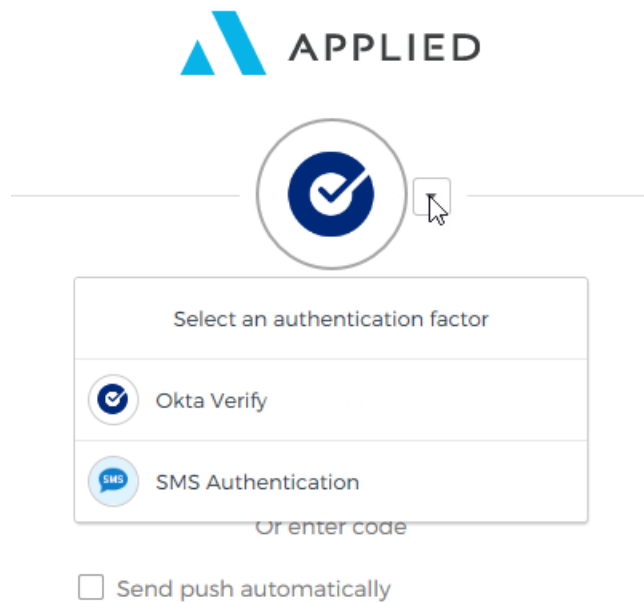 APPLIED
Select an authentication factor
Okta Verify
SMS
SMS Authentication
Or enter code
Send push automatically